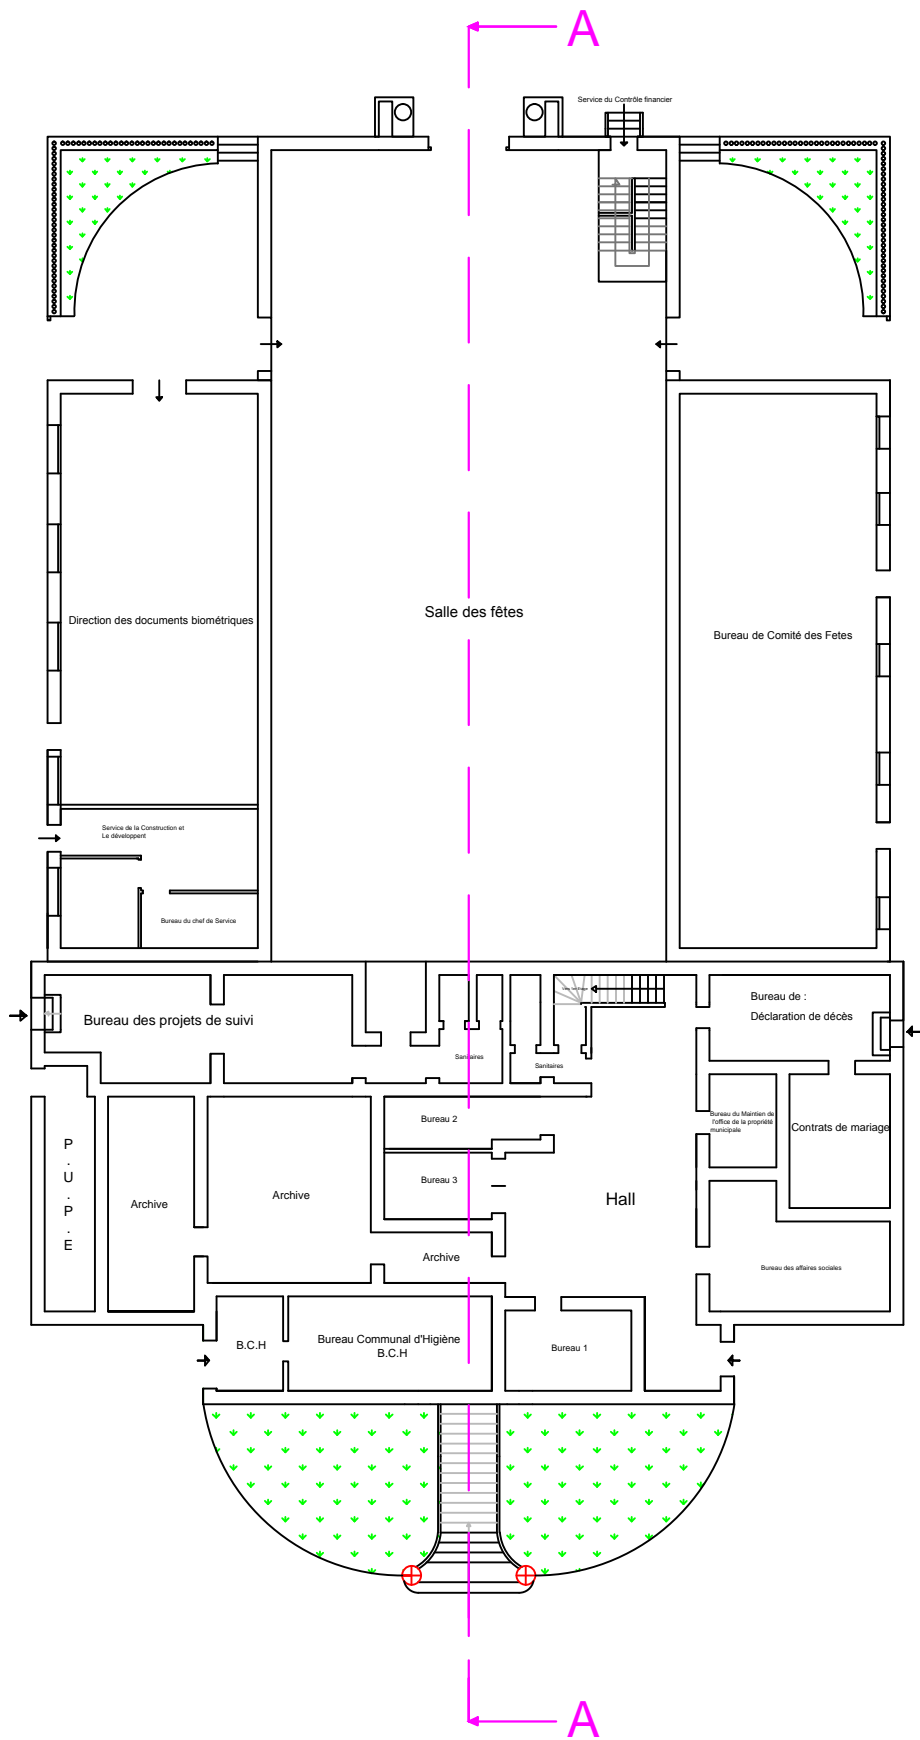 A
Service du Contrôle financier
Salle des fêtes
Direction des documents biométriques
Bureau de Comité des Fetes
Service de la Construction et
Le développent
Bureau du chef de Service
Bureau des projets de suivi
Sanitaires
Sanitaires
Bureau de :
Déclaration de décès
Bureau 2
Bureau 3
Bureau du Maintien de
l'office de la propriété
municipale
Contrats de mariage
P
.
U
.
P
.
E
Archive
Archive
Archive
Hall
Bureau des affaires sociales
B.C.H
Bureau Communal d'Higiène
B.C.H
Bureau 1
A